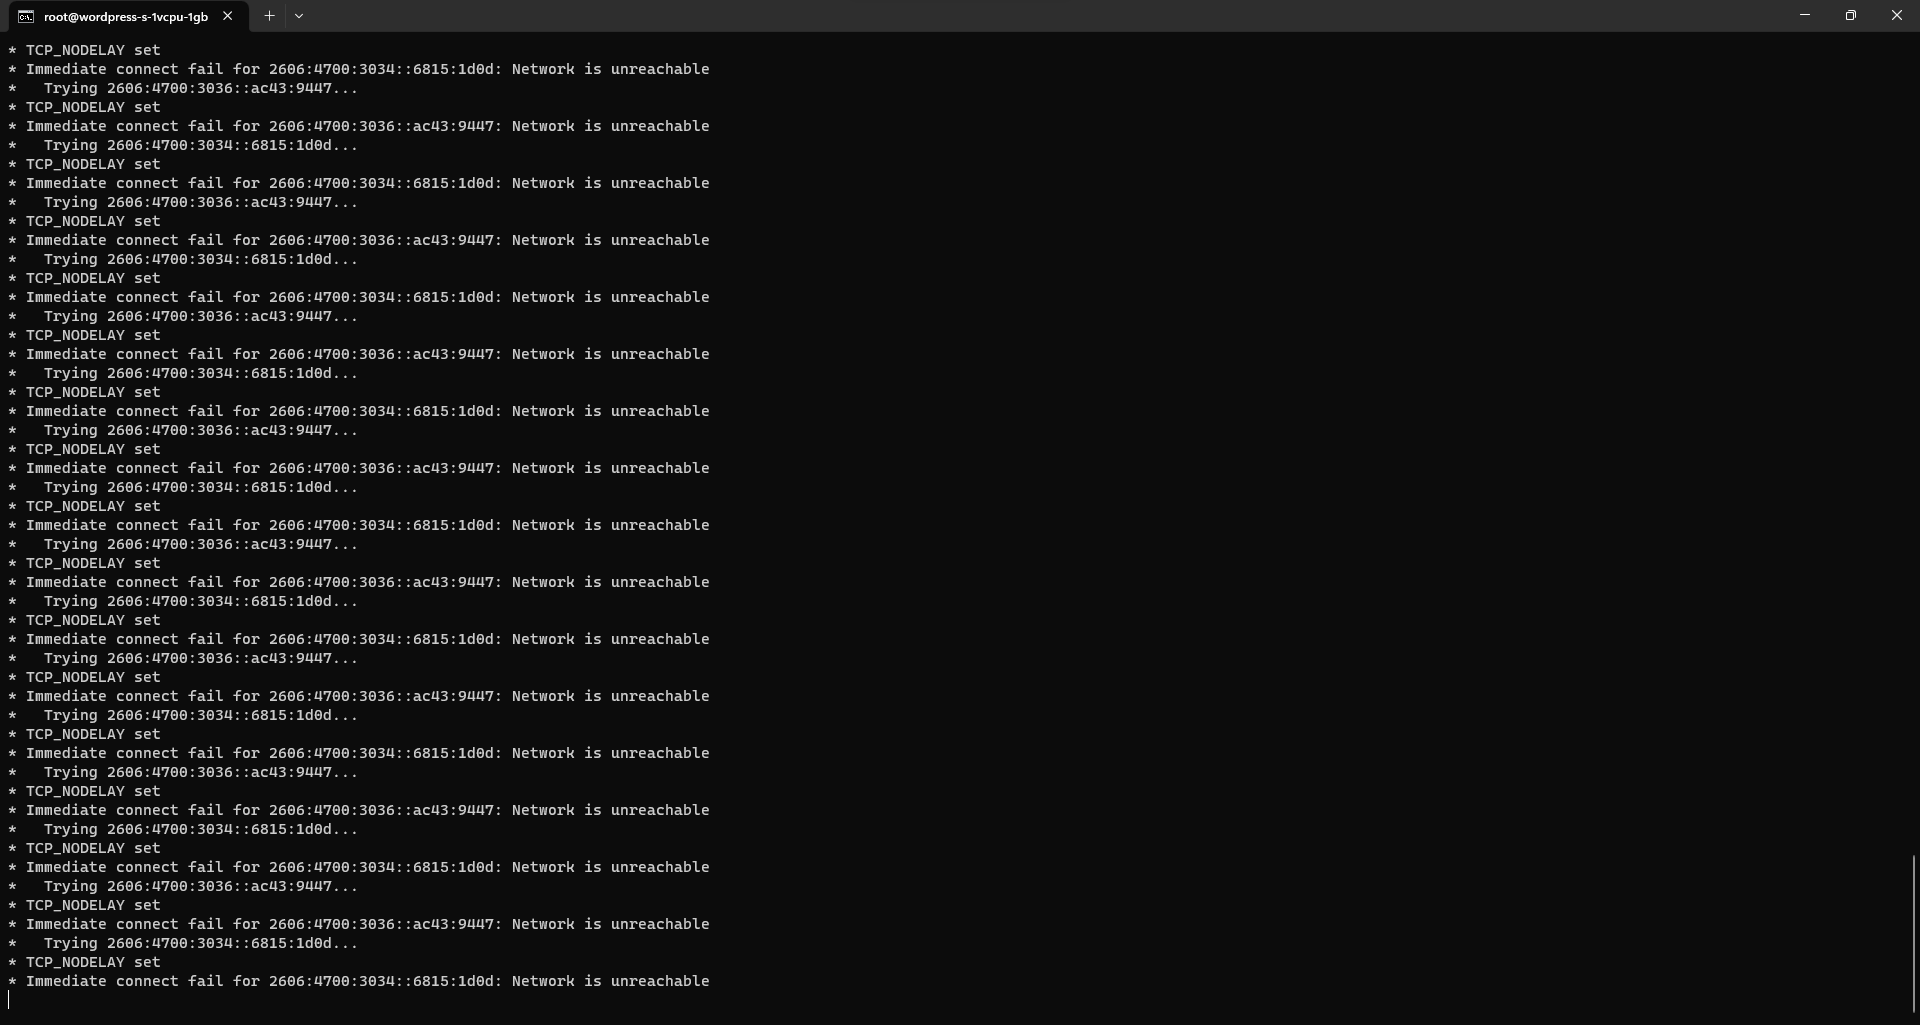 root@wordpress-s-1vcpu-1gb
* TCP_NODELAY set
* Immediate connect fail for 2606:4700:3034::6815:1d0d: Network is unreachable
*   Trying 2606:4700:3036::ac43:9447...
* TCP_NODELAY set
* Immediate connect fail for 2606:4700:3036::ac43:9447: Network is unreachable
*   Trying 2606:4700:3034::6815:1d0d...
* TCP_NODELAY set
* Immediate connect fail for 2606:4700:3034::6815:1d0d: Network is unreachable
*   Trying 2606:4700:3036::ac43:9447...
* TCP_NODELAY set
* Immediate connect fail for 2606:4700:3036::ac43:9447: Network is unreachable
*   Trying 2606:4700:3034::6815:1d0d...
* TCP_NODELAY set
* Immediate connect fail for 2606:4700:3034::6815:1d0d: Network is unreachable
*   Trying 2606:4700:3036::ac43:9447...
* TCP_NODELAY set
* Immediate connect fail for 2606:4700:3036::ac43:9447: Network is unreachable
*   Trying 2606:4700:3034::6815:1d0d...
* TCP_NODELAY set
* Immediate connect fail for 2606:4700:3034::6815:1d0d: Network is unreachable
*   Trying 2606:4700:3036::ac43:9447...
* TCP_NODELAY set
* Immediate connect fail for 2606:4700:3036::ac43:9447: Network is unreachable
*   Trying 2606:4700:3034::6815:1d0d...
* TCP_NODELAY set
* Immediate connect fail for 2606:4700:3034::6815:1d0d: Network is unreachable
*   Trying 2606:4700:3036::ac43:9447...
* TCP_NODELAY set
* Immediate connect fail for 2606:4700:3036::ac43:9447: Network is unreachable
*   Trying 2606:4700:3034::6815:1d0d...
* TCP_NODELAY set
* Immediate connect fail for 2606:4700:3034::6815:1d0d: Network is unreachable
*   Trying 2606:4700:3036::ac43:9447...
* TCP_NODELAY set
* Immediate connect fail for 2606:4700:3036::ac43:9447: Network is unreachable
*   Trying 2606:4700:3034::6815:1d0d...
* TCP_NODELAY set
* Immediate connect fail for 2606:4700:3034::6815:1d0d: Network is unreachable
*   Trying 2606:4700:3036::ac43:9447...
* TCP_NODELAY set
* Immediate connect fail for 2606:4700:3036::ac43:9447: Network is unreachable
*   Trying 2606:4700:3034::6815:1d0d...
* TCP_NODELAY set
* Immediate connect fail for 2606:4700:3034::6815:1d0d: Network is unreachable
*   Trying 2606:4700:3036::ac43:9447...
* TCP_NODELAY set
* Immediate connect fail for 2606:4700:3036::ac43:9447: Network is unreachable
*   Trying 2606:4700:3034::6815:1d0d...
* TCP_NODELAY set
* Immediate connect fail for 2606:4700:3034::6815:1d0d: Network is unreachable